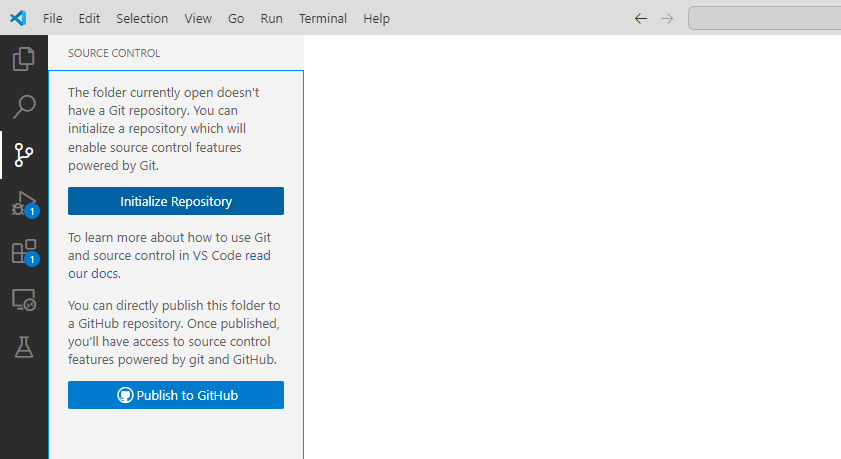 File Edit Selection View Go Run Terminal Help
SOURCE CONTROL
The folder currently open doesn't
have a Git repository. You can
initialize a repository which will
enable source control features
powered by Git.
Initialize Repository
1
To learn more about how to use Git
and source control in VS Code read
our docs.
1
You can directly publish this folder to
a GitHub repository. Once published,
you'll have access to source control
features powered by git and GitHub.
Publish to GitHub